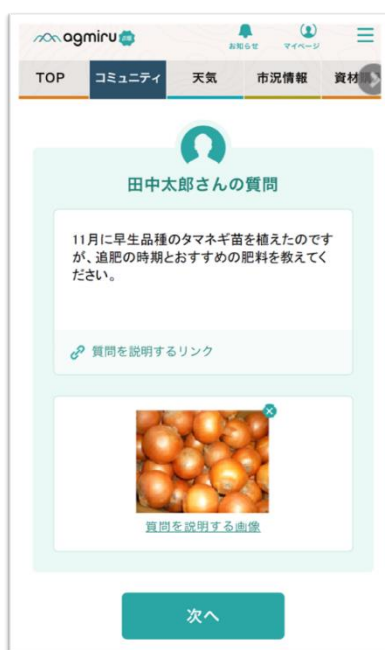 agmiru
お知らせ
マイページ
TOP
コミュニティ
天気
市況情報
資材
田中太郎さんの質問
11月に早生品種のタマネギ苗を植えたのです
が、追肥の時期とおすすめの肥料を教えてく
ださい。
質問を説明するリンク
質問を説明する画像
次へ